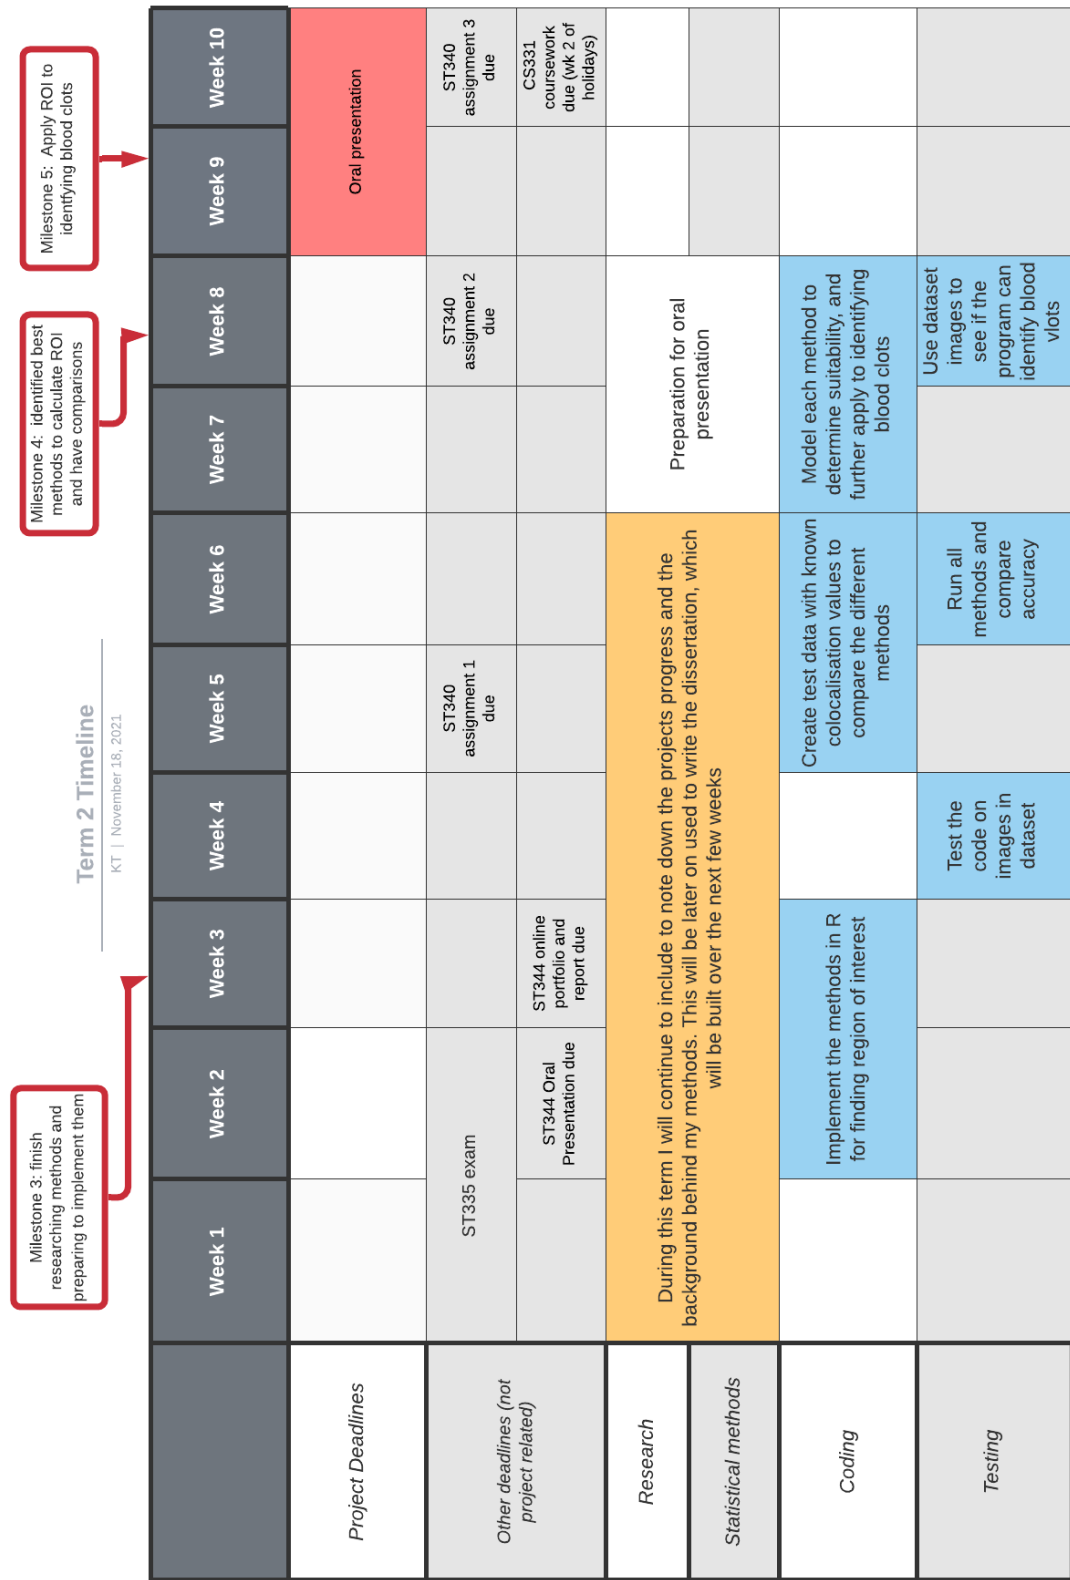 Term 2 Timeline
KT | November 18, 2021
Milestone 3: finish
researching methods and
preparing to implement them
Milestone 4: identified best
methods to calculate ROI
and have comparisons
Milestone 5: Apply ROI to
identfying blood clots
Week 1
Week 2
Week 3
Week 4
Week 5
Week 6
Week 7
Week 8
Week 9
Week 10
Project Deadlines
Oral presentation
Other deadlines (not
project related)
ST335 exam
ST340
assignment 1
due
ST340
assignment 2
due
ST340
assignment 3
due
ST344 Oral
Presentation due
ST344 online
portfolio and
report due
CS331
coursework
due (wk 2 of
holidays)
Research
Statistical methods
During this term I will continue to include to note down the projects progress and the
background behind my methods. This will be later on used to write the dissertation, which
will be built over the next few weeks
Preparation for oral
presentation
Coding
Implement the methods in R
for finding region of interest
Create test data with known
colocalisation values to
compare the different
methods
Model each method to
determine suitability, and
further apply to identifying
blood clots
Testing
Test the
code on
images in
dataset
Run all
methods and
compare
accuracy
Use dataset
images to
see if the
program can
identify blood
vlots